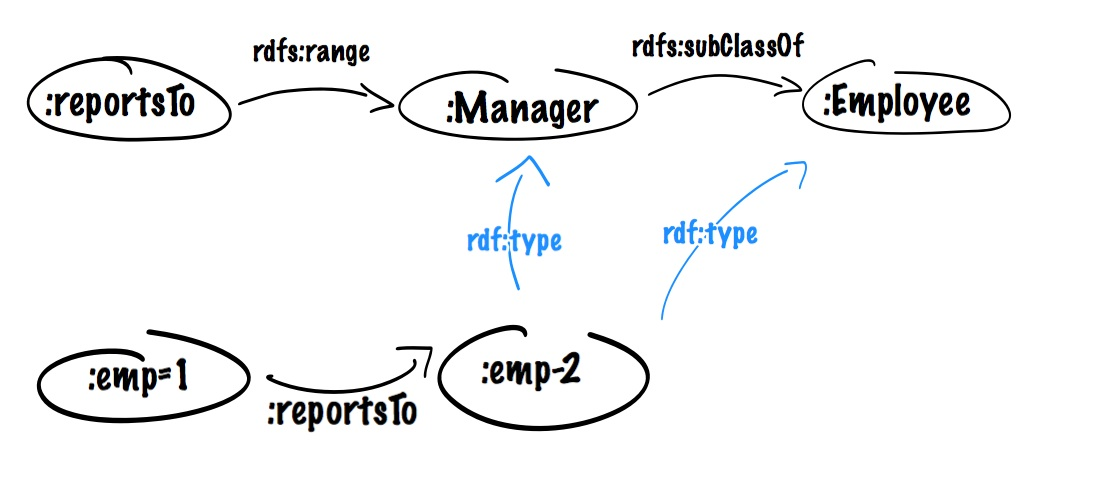 rdfs:range
rdfs:subClassOf
:reportsTo
:Manager
:Employee
rdf:type
rdf:type
:emp=1
:emp-2
:reportsTo